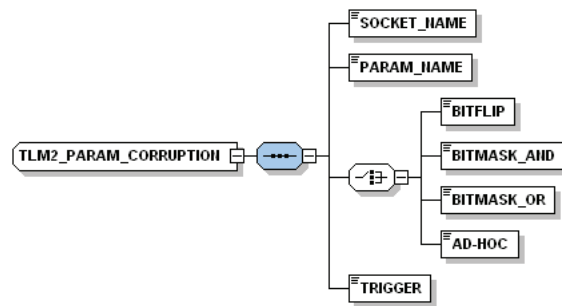 SOCKET_NAME
PARAM_NAME
BITFLIP
TLM2_PARAM_CORRUPTION
BITMASK_AND
BITMASK_OR
AD-HOC
TRIGGER